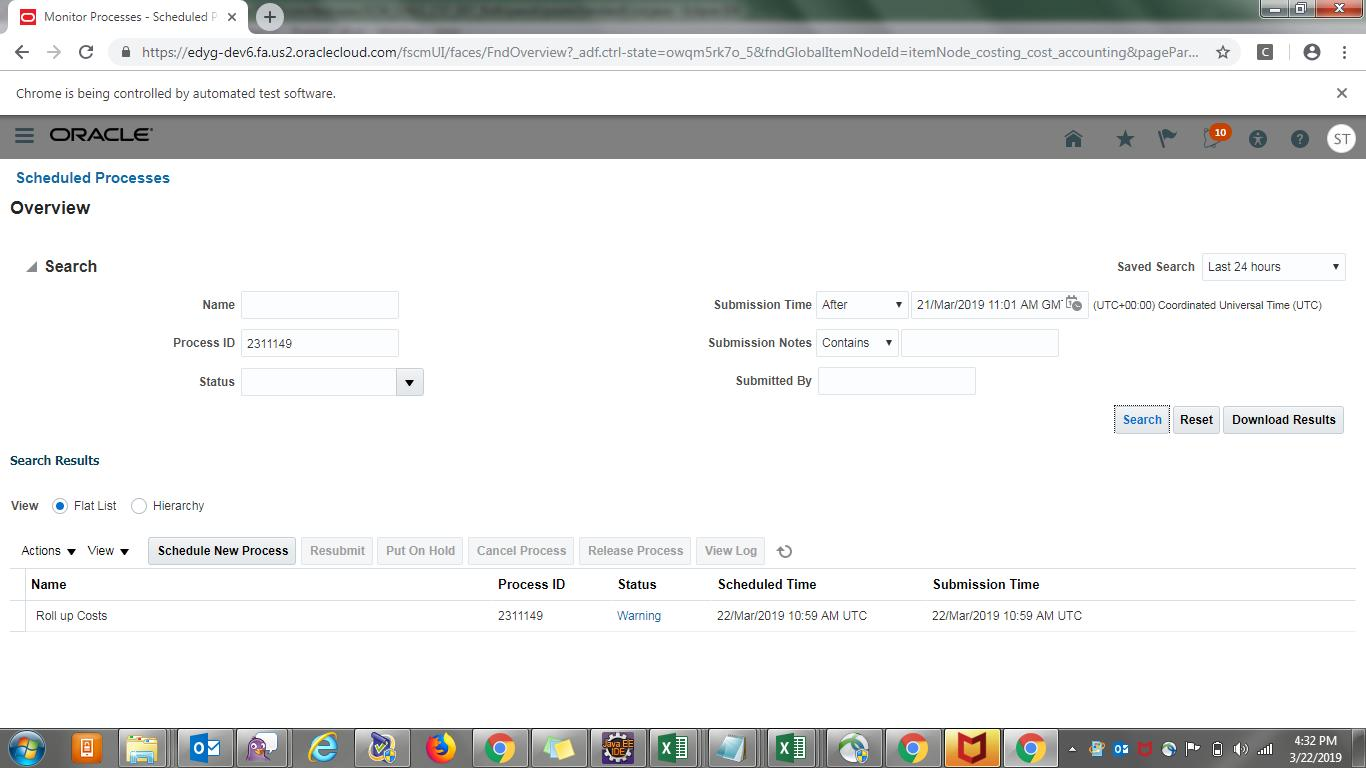 Monitor Processes - Scheduled P
https://edyg-dev6.fa.us2.oraclecloud.com/fscmUI/faces/FndOverview?_adf.ctrl-state=owqm5rk7o_5&fndGlobalItemNodeId=itemNode_costing_cost_accounting&pagePar...
C
Chrome is being controlled by automated test software.
ORACLE
10
ST
Scheduled Processes
Overview
Search
Saved Search Last 24 hours
Name
Submission Time After 21/Mar/2019 11:01 AM GMT (UTC+00:00) Coordinated Universal Time (UTC)
Process ID 2311149
Submission Notes Contains
Status
Submitted By
Search Reset Download Results
Search Results
View Flat List Hierarchy
Actions View Schedule New Process Resubmit Put On Hold Cancel Process Release Process View Log
Name Process ID Status Scheduled Time Submission Time
Roll up Costs 2311149 Warning 22/Mar/2019 10:59 AM UTC 22/Mar/2019 10:59 AM UTC
Java EE
IDE
4:32 PM
3/22/2019